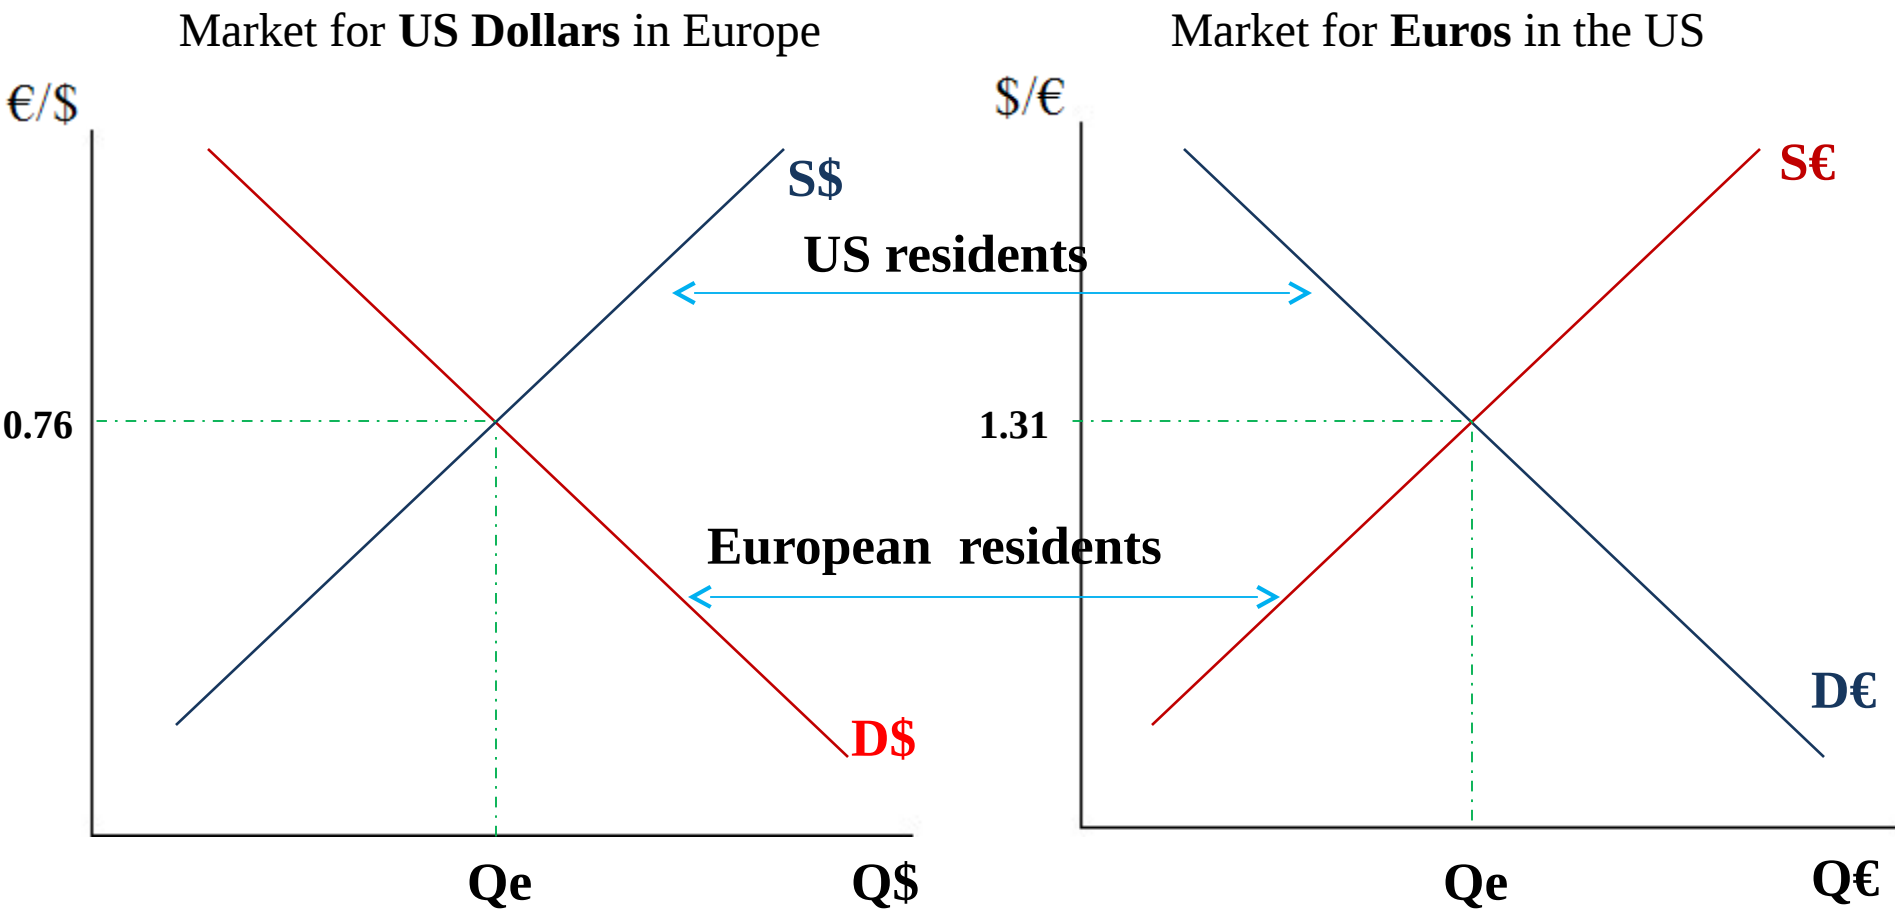 Market for US Dollars in Europe
Market for Euros in the US
€/$
$/€
S$
S€
US residents
0.76
1.31
European residents
D$
D€
Qe
Q$
Qe
Q€